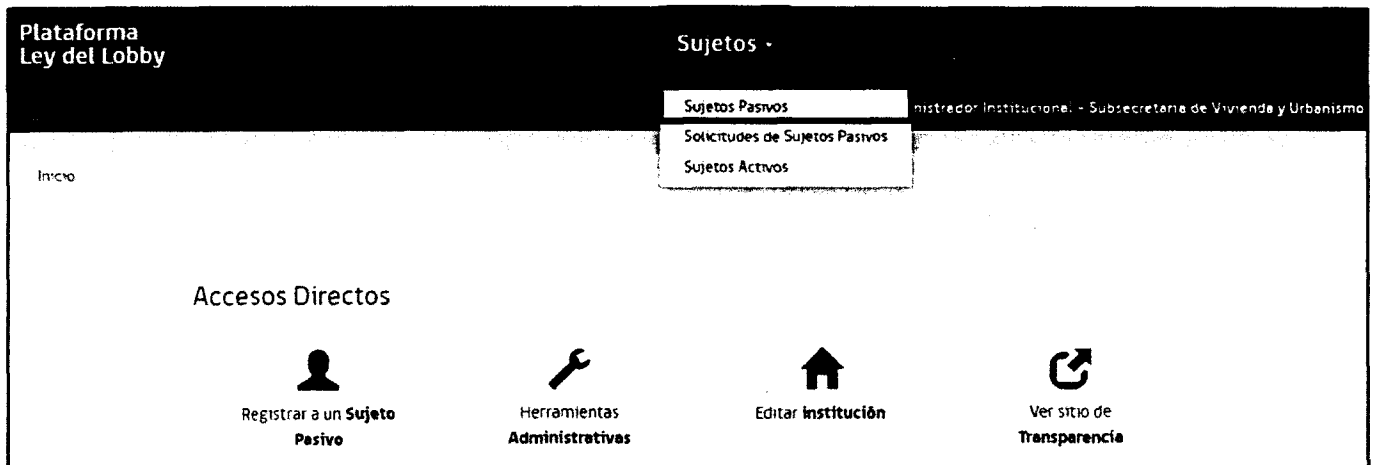 Plataforma
Ley del Lobby
Sujetos
Sujetos Pasivos
nistrador Institucional - Subsecretaria de Vivienda y Urbanismo
Solicitudes de Sujetos Pasivos
Sujetos Activos
Inicio
Accesos Directos
Registrar a un Sujeto
Pasivo
Herramientas
Administrativas
Editar Institución
Ver sitio de
Transparencia